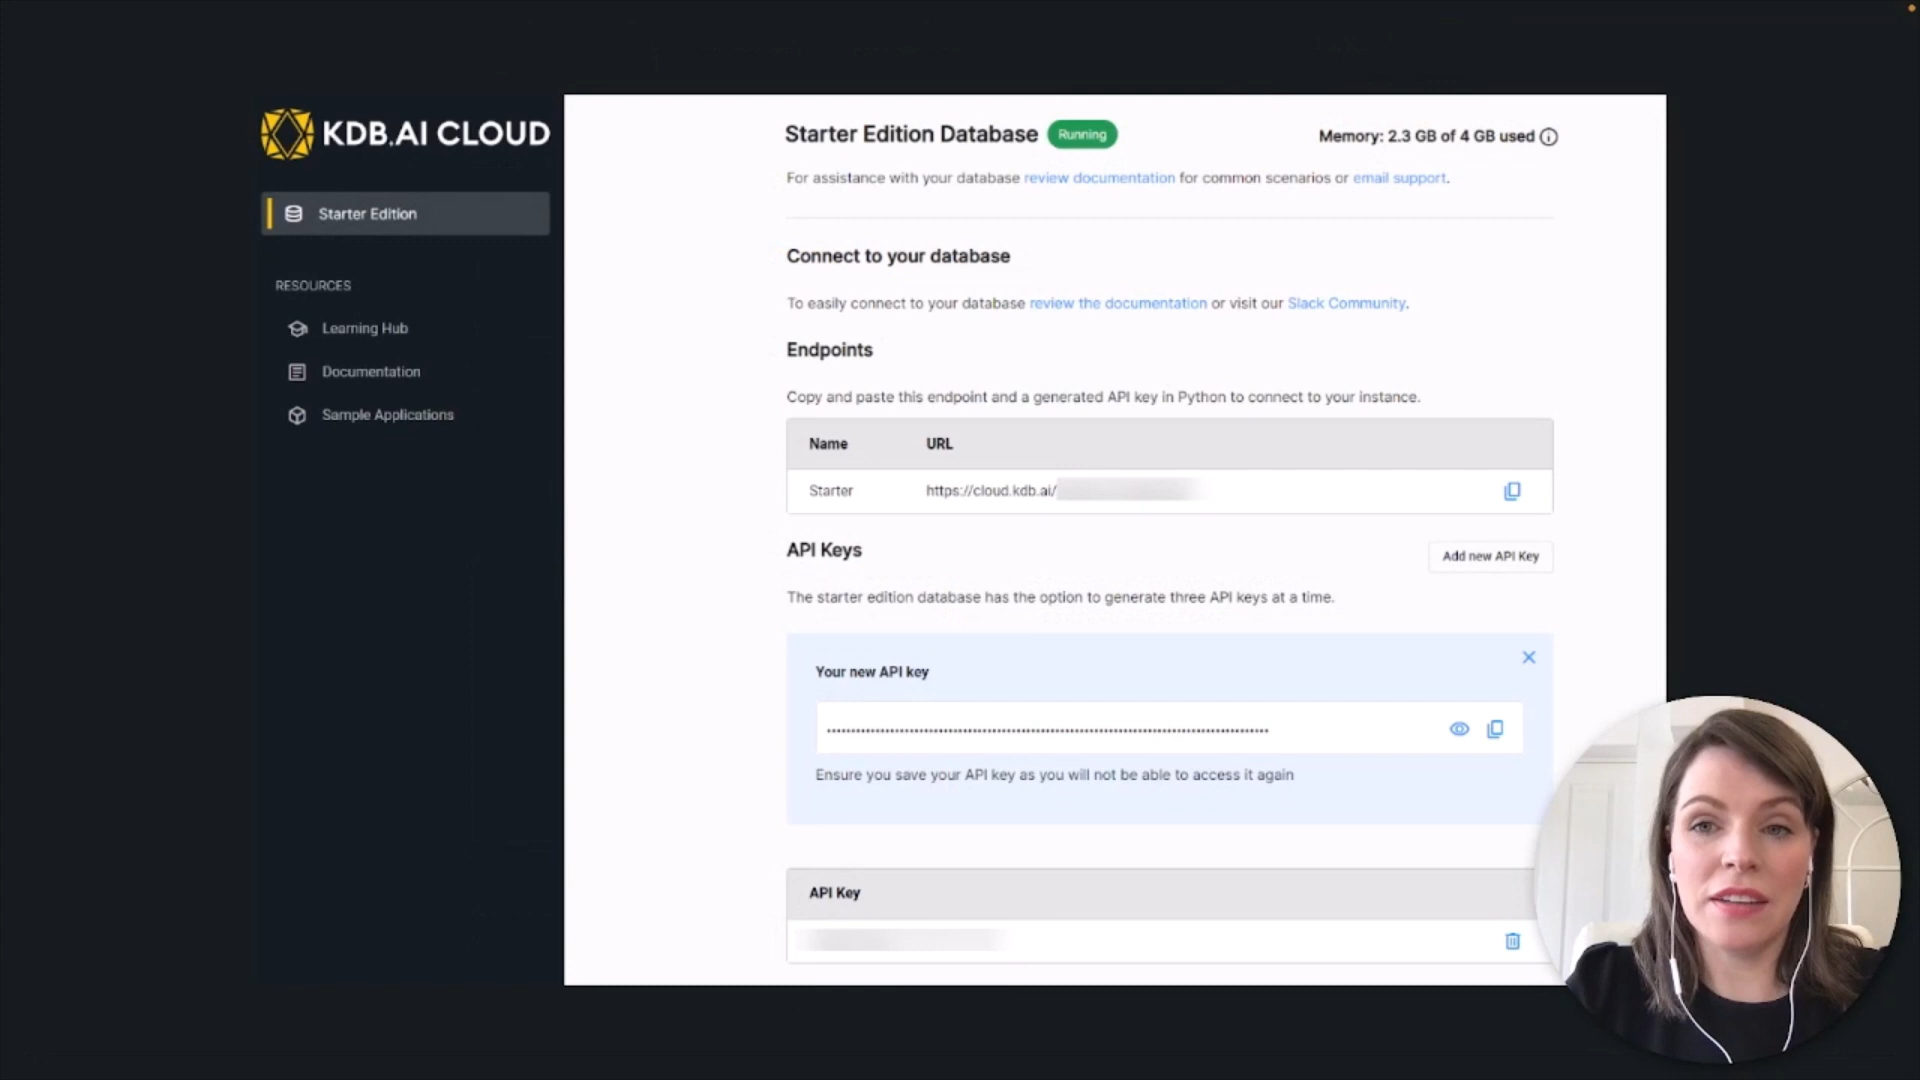 KDB.AI CLOUD
Starter Edition
RESOURCES
Learning Hub
Documentation
Sample Applications
Starter Edition Database Running
Memory: 2.3 GB of 4 GB used
For assistance with your database review documentation for common scenarios or email support.
Connect to your database
To easily connect to your database review the documentation or visit our Slack Community.
Endpoints
Copy and paste this endpoint and a generated API key in Python to connect to your instance.
Name URL
Starter https://cloud.kdb.ai/
API Keys
Add new API Key
The starter edition database has the option to generate three API keys at a time.
Your new API key
Ensure you save your API key as you will not be able to access it again
API Key